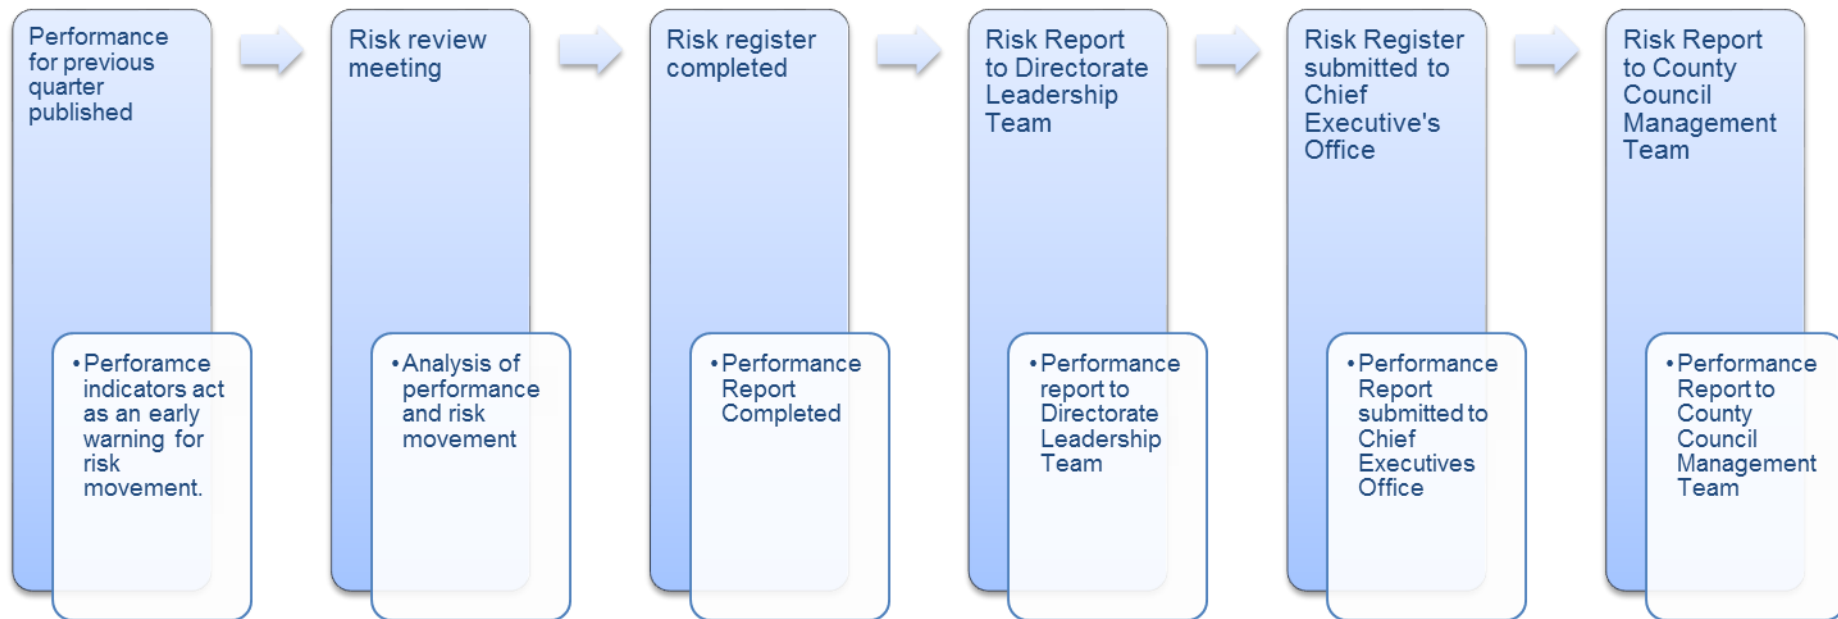 Performance
for previous
quarter
published
•Perforamce
indicators act
as an early
warning for
risk
movement.
Risk review
meeting
•Analysis of
performance
and risk
movement
Risk register
completed
•Performance
Report
Completed
Risk Report
to Directorate
Leadership
Team
•Performance
report to
Directorate
Leadership
Team
Risk Register
submitted to
Chief
Executive's
Office
•Performance
Report
submitted to
Chief
Executives
Office
Risk Report
to County
Council
Management
Team
•Performance
Report to
County
Council
Management
Team